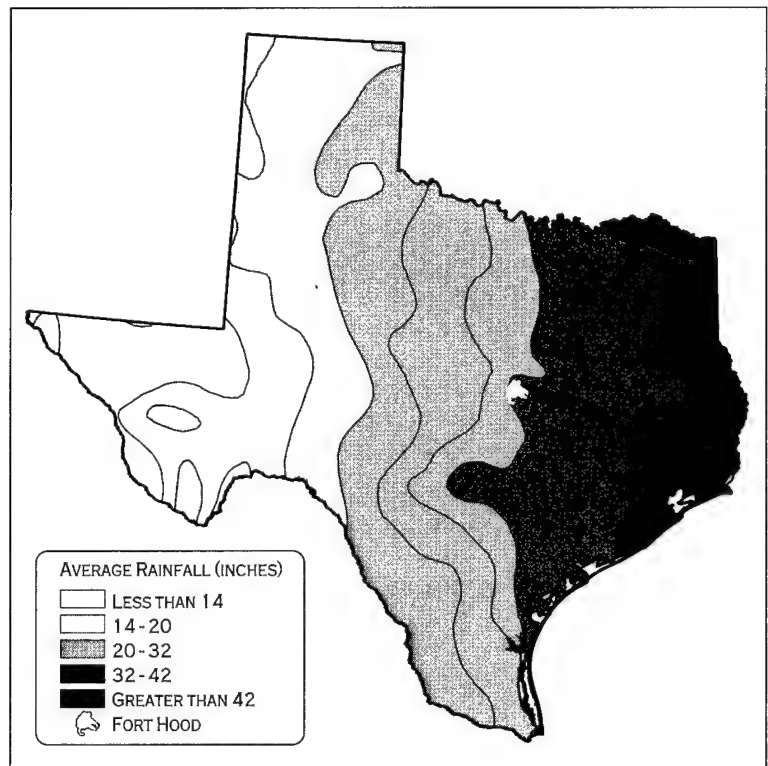 AVERAGE RAINFALL (INCHES)
LESS THAN 14
14-20
20-32
32-42
GREATER THAN 42
FORT HOOD